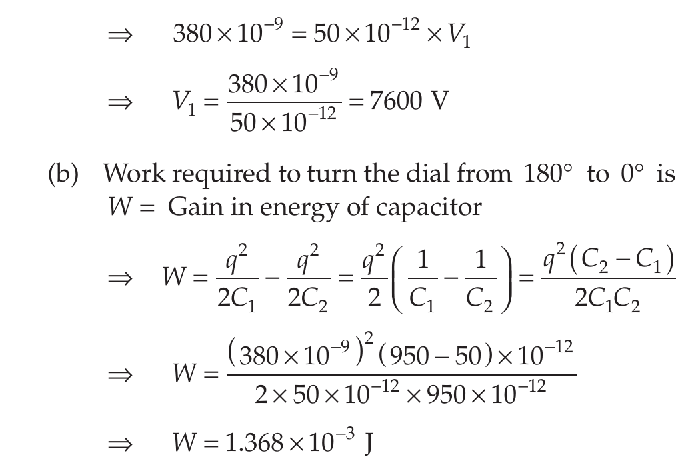 ⇒ 380 × 10⁻⁹ = 50 × 10⁻¹² × V₁
⇒ V₁ = (380 × 10⁻⁹)/(50 × 10⁻¹²) = 7600 V
(b) Work required to turn the dial from 180° to 0° is
W = Gain in energy of capacitor
⇒ W = q²/2C₁ − q²/2C₂ = q²/2 (1/C₁ − 1/C₂) = q²(C₂ − C₁)/2C₁C₂
⇒ W = ((380 × 10⁻⁹)² (950 − 50) × 10⁻¹²)/(2 × 50 × 10⁻¹² × 950 × 10⁻¹²)
⇒ W = 1.368 × 10⁻³ J